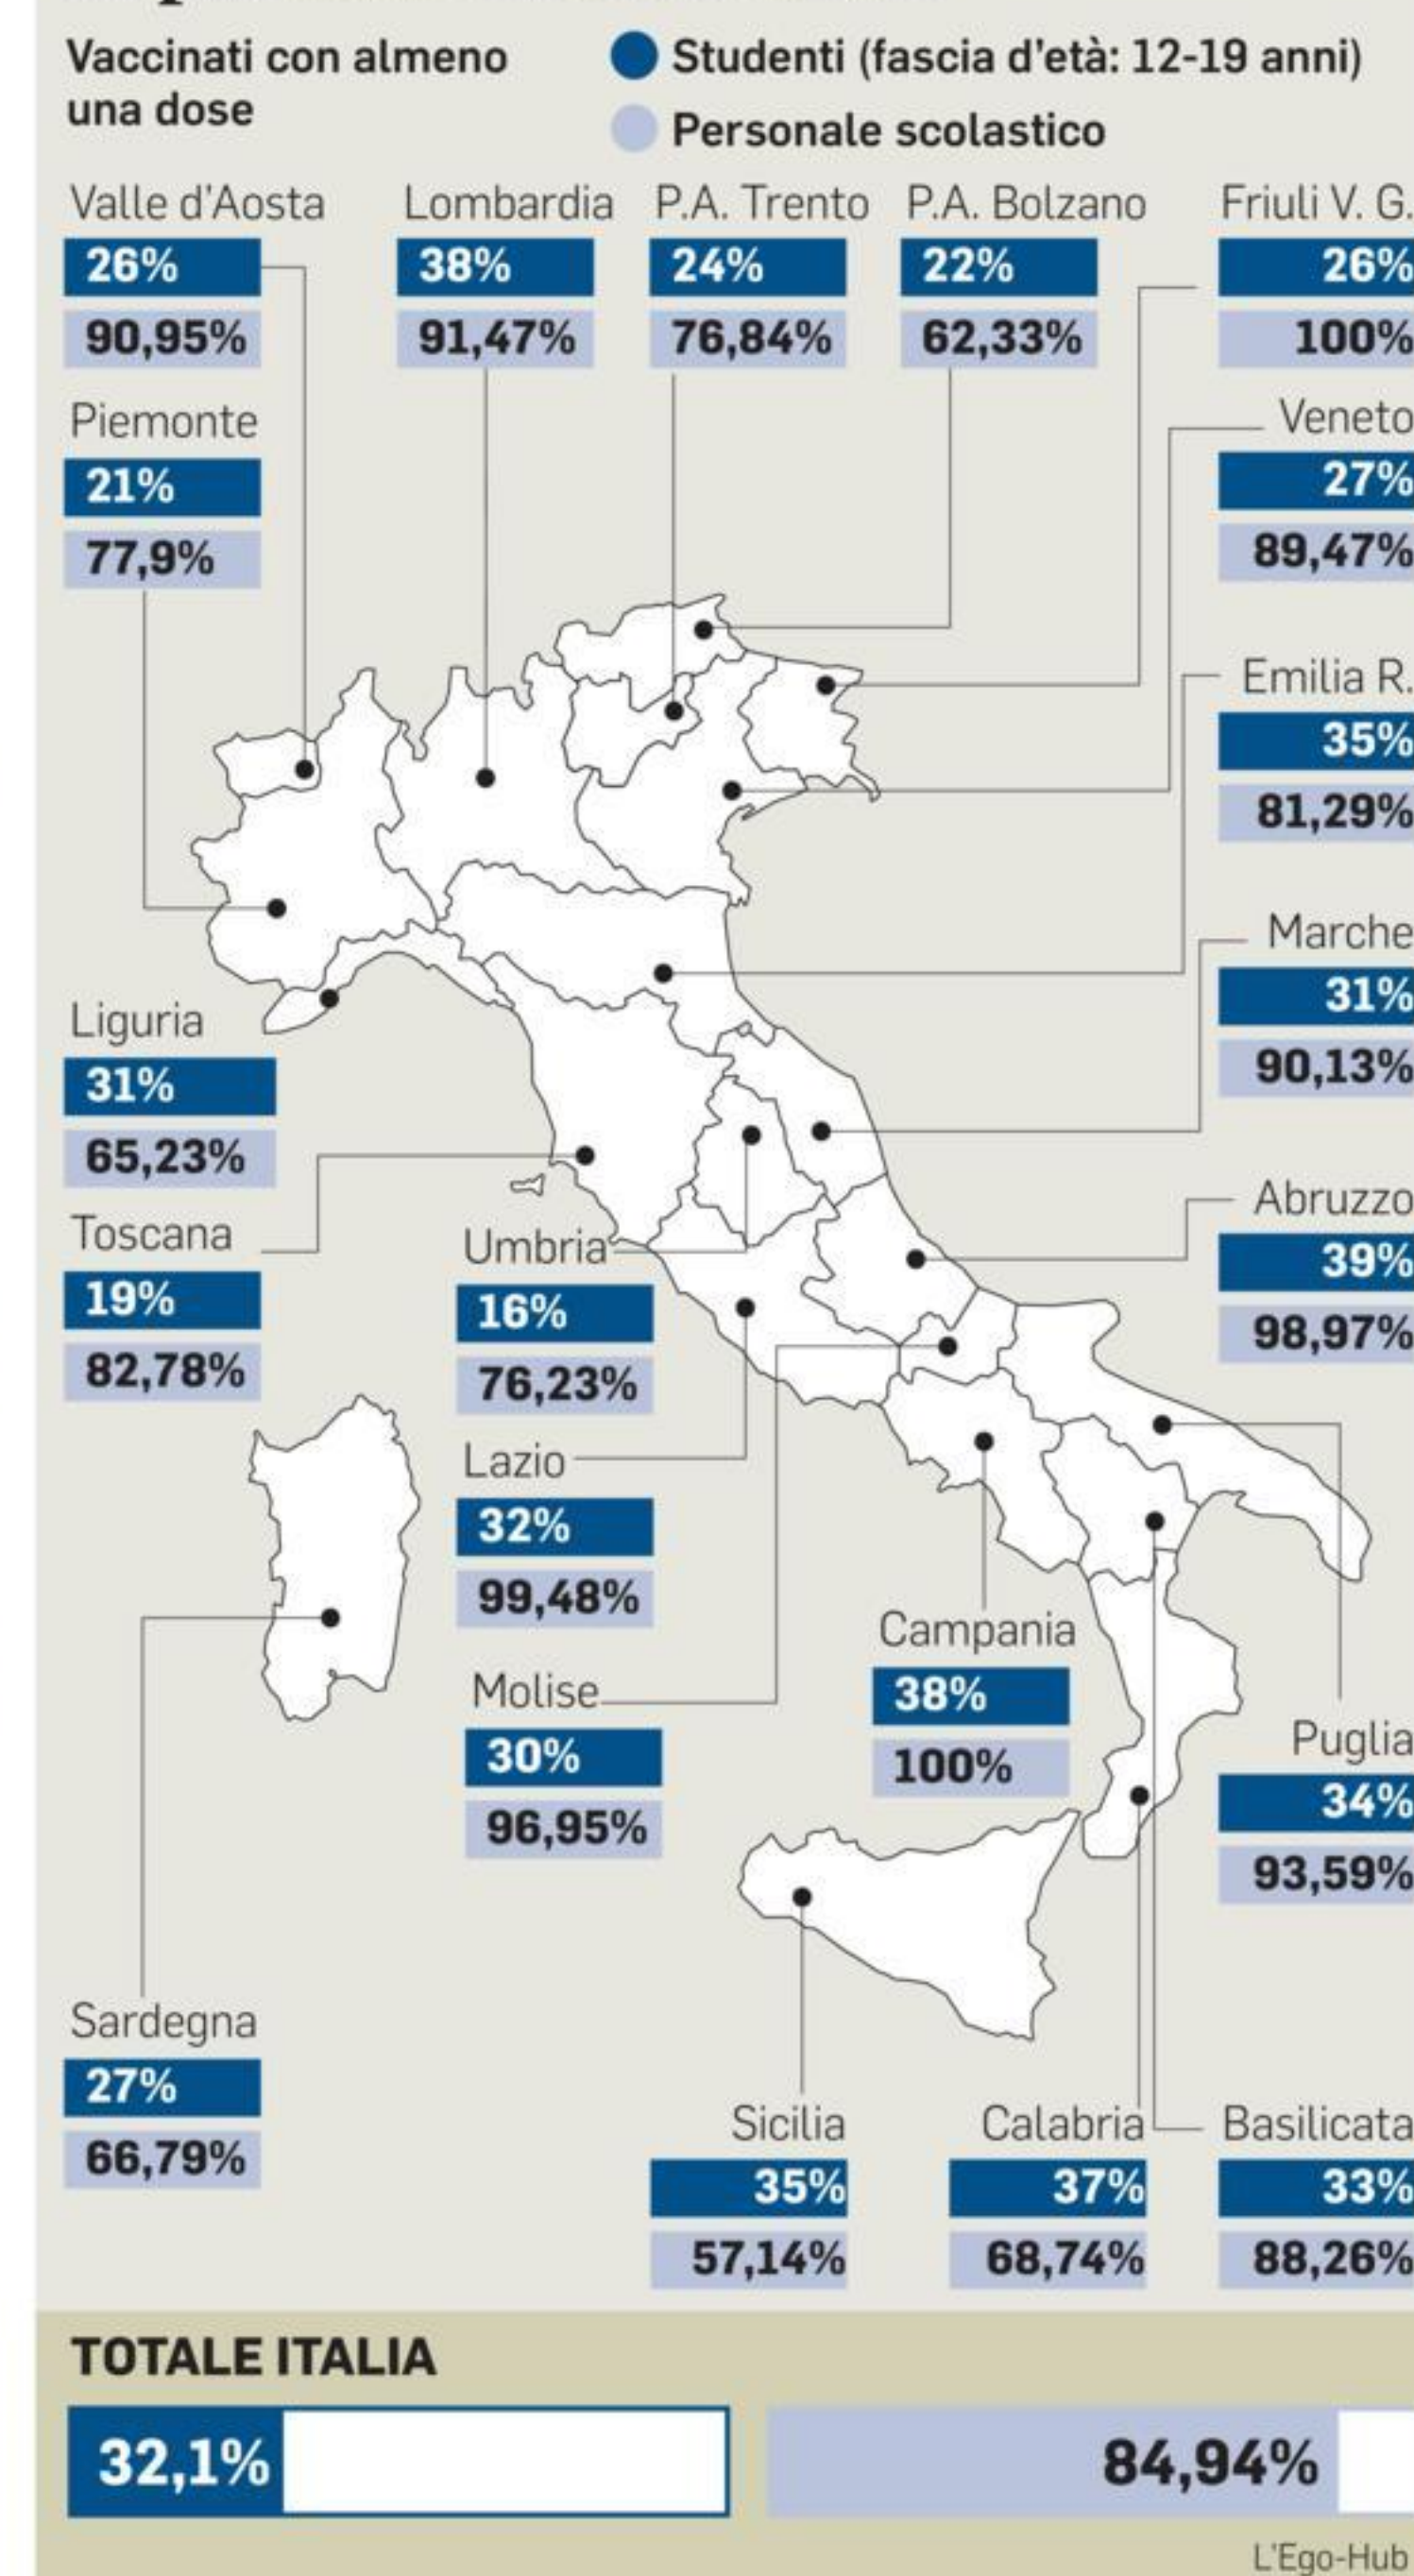 Vaccinati con almeno
una dose
Studenti (fascia d'età: 12-19 anni)
Personale scolastico
Valle d'Aosta
26%
90,95%
Lombardia
38%
91,47%
P.A. Trento
24%
76,84%
P.A. Bolzano
22%
62,33%
Friuli V. G.
26%
100%
Piemonte
21%
77,9%
Veneto
27%
89,47%
Emilia R.
35%
81,29%
Marche
31%
90,13%
Liguria
31%
65,23%
Toscana
19%
82,78%
Umbria
16%
76,23%
Abruzzo
39%
98,97%
Lazio
32%
99,48%
Molise
30%
96,95%
Campania
38%
100%
Puglia
34%
93,59%
Sardegna
27%
66,79%
Sicilia
35%
57,14%
Calabria
37%
68,74%
Basilicata
33%
88,26%
TOTALE ITALIA
32,1%
84,94%
L'Ego-Hub